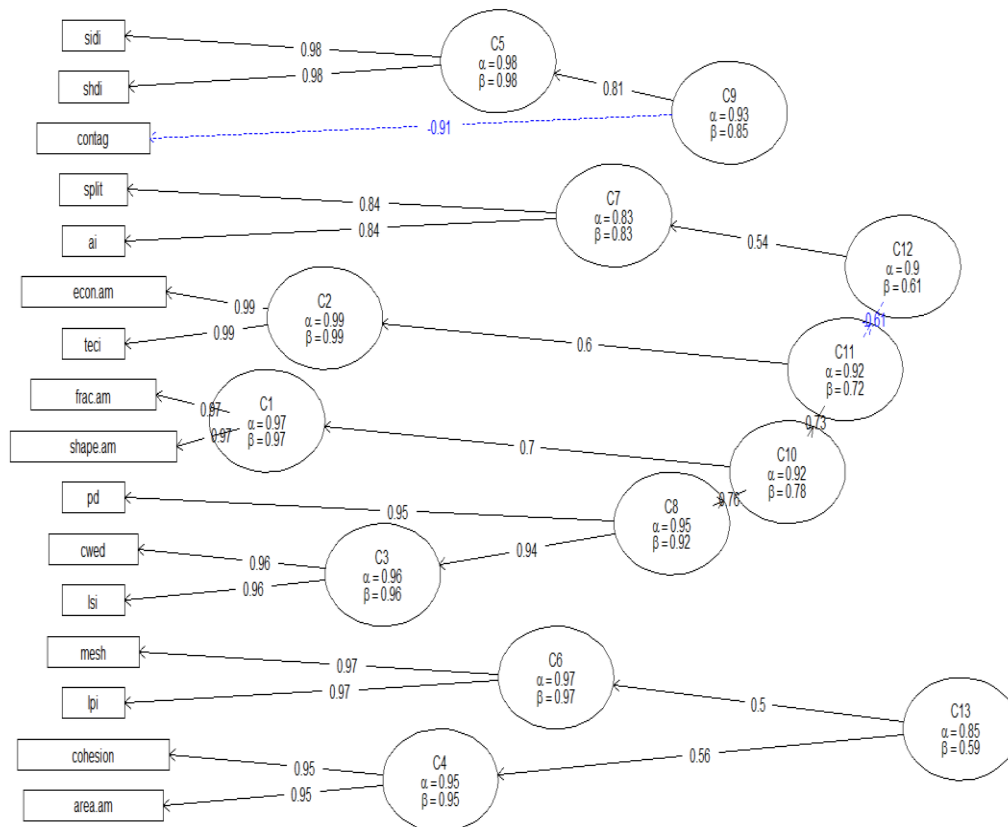 sidi
0.98
C5
α = 0.98
β = 0.98
shdi
0.98
0.81
C9
α = 0.93
β = 0.85
contag
-0.91
split
0.84
C7
α = 0.83
β = 0.83
ai
0.84
0.54
C12
α = 0.9
β = 0.61
econ.am
0.99
C2
α = 0.99
β = 0.99
teci
0.99
0.6
-0.61
C11
α = 0.92
β = 0.72
frac.am
0.97
C1
α = 0.97
β = 0.97
shape.am
0.97
0.7
0.73
C10
α = 0.92
β = 0.78
pd
0.95
C8
α = 0.95
β = 0.92
0.76
cwed
0.96
C3
α = 0.96
β = 0.96
0.94
lsi
0.96
mesh
0.97
C6
α = 0.97
β = 0.97
lpi
0.97
0.5
C13
α = 0.85
β = 0.59
cohesion
0.95
C4
α = 0.95
β = 0.95
0.56
area.am
0.95